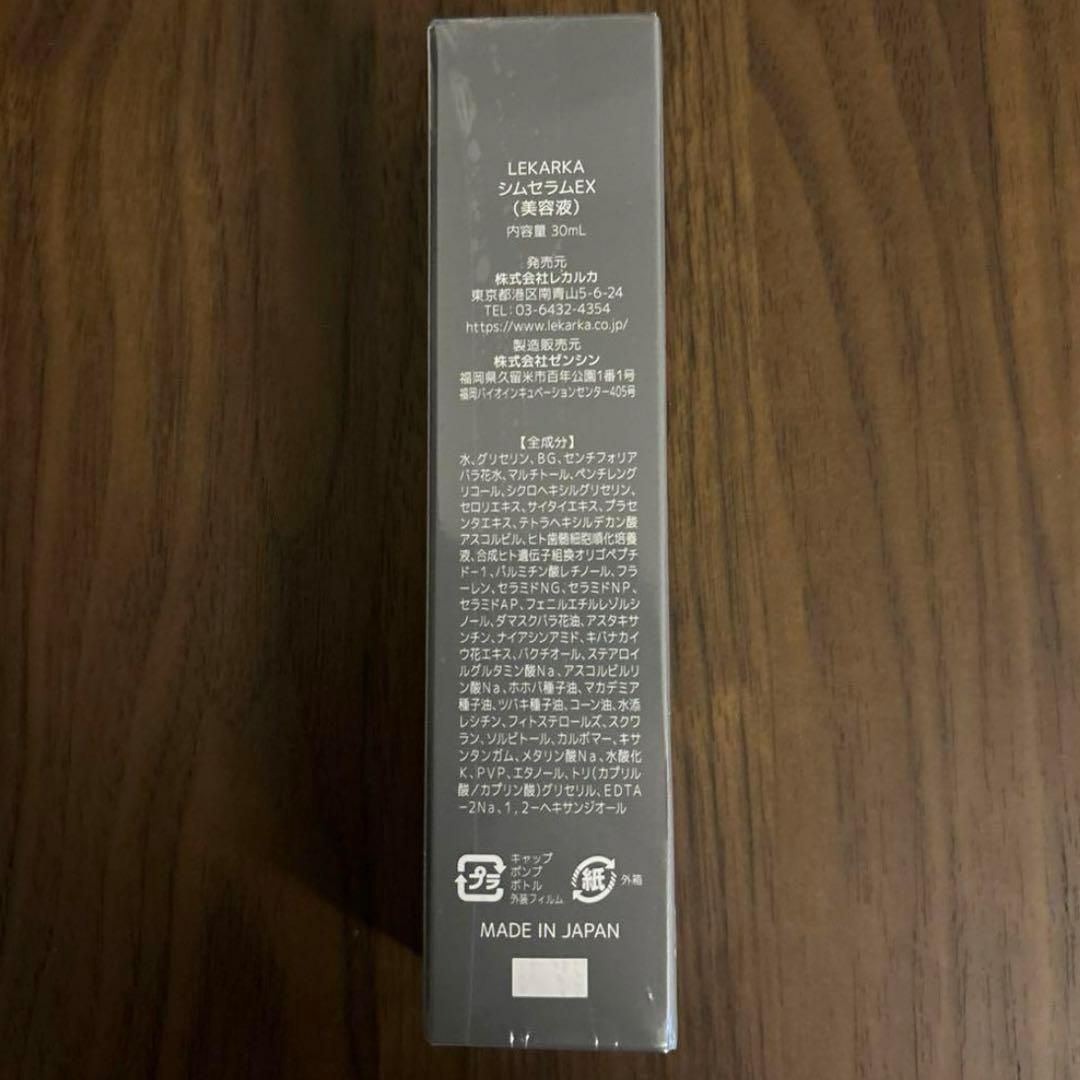 LEKARKA
シムセラムEX
(美容液)
内容量 30mL
発売元
株式会社レカルカ
東京都港区南青山5-6-24
TEL:03-6432-4354
https://www.lekarka.co.jp/
製造販売元
株式会社ゼンシン
福岡県久留米市百年公園1番1号
福岡バイオインキュベーションセンター405号
【全成分】
水、グリセリン、BG、センチフォリア
バラ花水、マルチトール、ペンチレング
リコール、シクロヘキシルグリセリン、
セロリエキス、サイタイエキス、プラセ
ンタエキス、テトラヘキシルデカン酸
アスコルビル、ヒト歯髄細胞順化培養
液、合成ヒト遺伝子組換オリゴペプチ
ド-1、パルミチン酸レチノール、フラ
ーレン、セラミドNG、セラミドNP、
セラミドAP、フェニルエチルレゾルシ
ノール、ダマスクバラ花油、アスタキサ
ンチン、ナイアシンアミド、キバナカイ
ウ花エキス、バクチオール、ステアロイ
ルグルタミン酸Na、アスコルビルリ
ン酸Na、ホホバ種子油、マカデミア
種子油、ツバキ種子油、コーン油、水添
レシチン、フィトステロールズ、スクワ
ラン、ソルビトール、カルボマー、キサ
ンタンガム、メタリン酸Na、水酸化
K、PVP、エタノール、トリ(カプリル
酸/カプリン酸)グリセリル、EDTA
-2Na、1,2-ヘキサンジオール
プラ
キャップ
ポンプ
ボトル
外装フィルム
紙 外箱
MADE IN JAPAN